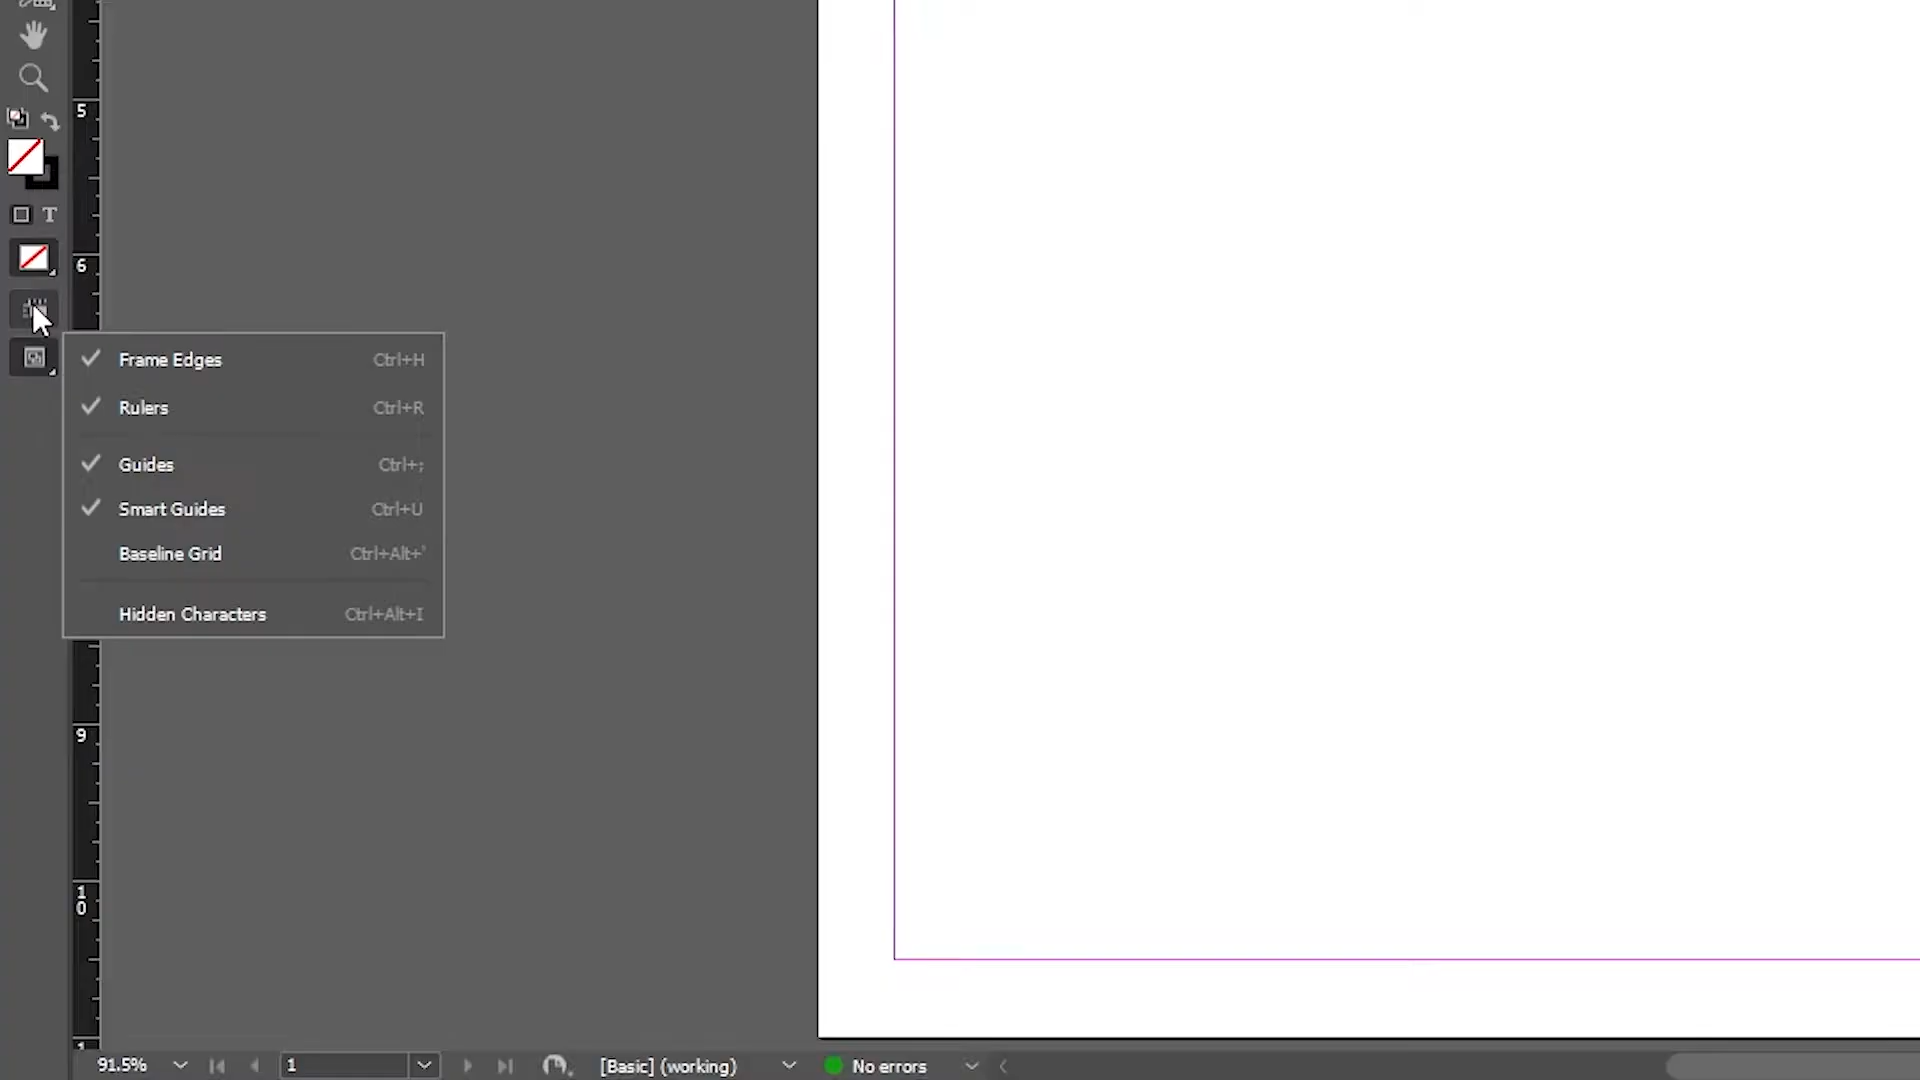 5
T
6
Frame Edges Ctrl+H
Rulers Ctrl+R
Guides Ctrl+;
Smart Guides Ctrl+U
Baseline Grid Ctrl+Alt+'
Hidden Characters Ctrl+Alt+I
9
10
1
91.5% 1 [Basic] (working) No errors